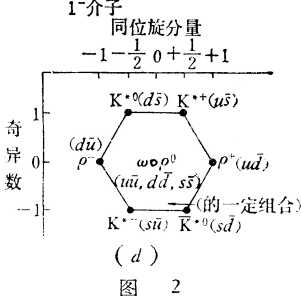 1⁻介子
同位旋分量
-1 -1/2 0 +1/2 +1
K*0(ds̄) K*+(us̄)
1
奇异数
(dū)
0 ρ⁻ ωφρ⁰ ρ⁺(ud̄)
(uū, dd̄, ss̄)
-1 (的一定组合)
K*⁻(sū) K̄*0(sd̄)
(d)
图 2